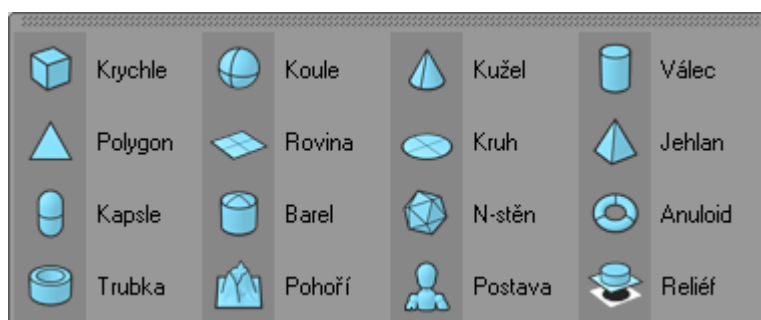 Krychle Koule Kužel Válec
Polygon Rovina Kruh Jehlan
Kapsle Barel N-stěn Anuloid
Trubka Pohoří Postava Reliéf